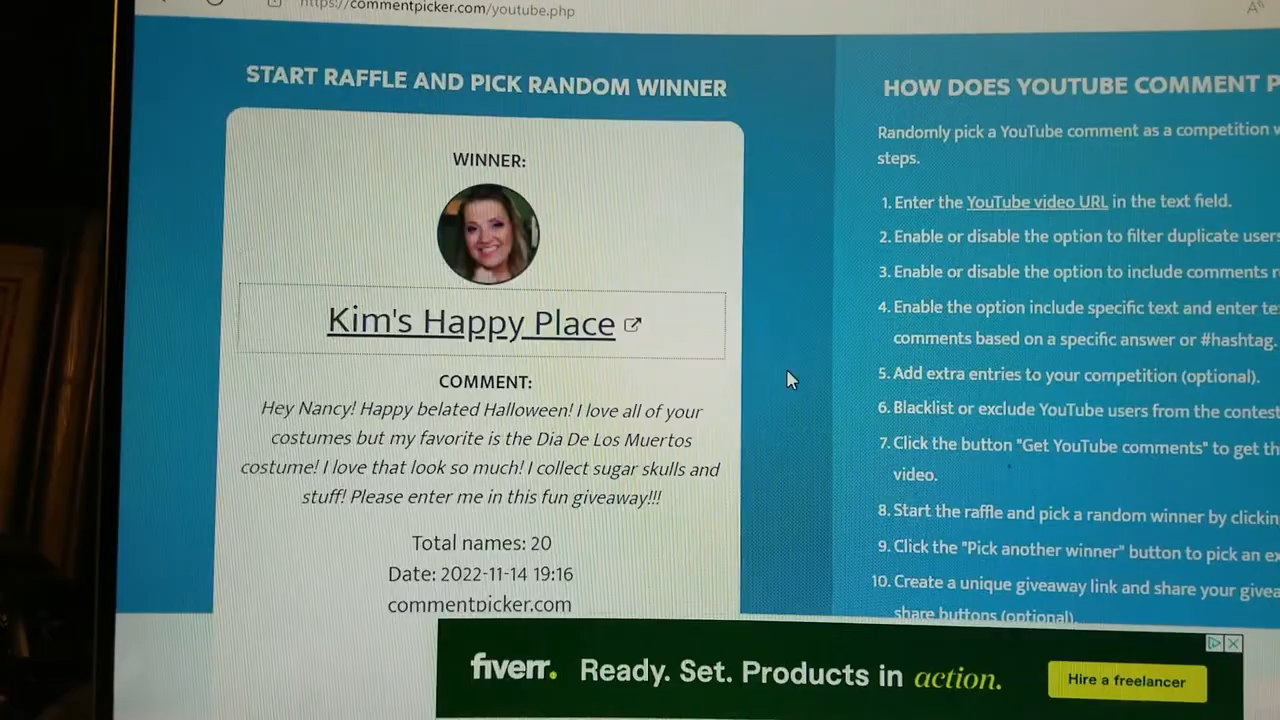 https://commentpicker.com/youtube.php
START RAFFLE AND PICK RANDOM WINNER
WINNER:
Kim's Happy Place
COMMENT:
Hey Nancy! Happy belated Halloween! I love all of your
costumes but my favorite is the Dia De Los Muertos
costume! I love that look so much! I collect sugar skulls and
stuff! Please enter me in this fun giveaway!!!
Total names: 20
Date: 2022-11-14 19:16
commentpicker.com
HOW DOES YOUTUBE COMMENT P
Randomly pick a YouTube comment as a competition
steps.
1. Enter the YouTube video URL in the text field.
2. Enable or disable the option to filter duplicate users
3. Enable or disable the option to include comments
4. Enable the option include specific text and enter
comments based on a specific answer or #hashtag.
5. Add extra entries to your competition (optional).
6. Blacklist or exclude YouTube users from the contest
7. Click the button "Get YouTube comments" to get
video.
8. Start the raffle and pick a random winner by
9. Click the "Pick another winner" button to pick an
10. Create a unique giveaway link and share your
share buttons (optional).
fiverr. Ready. Set. Products in action.
Hire a freelancer